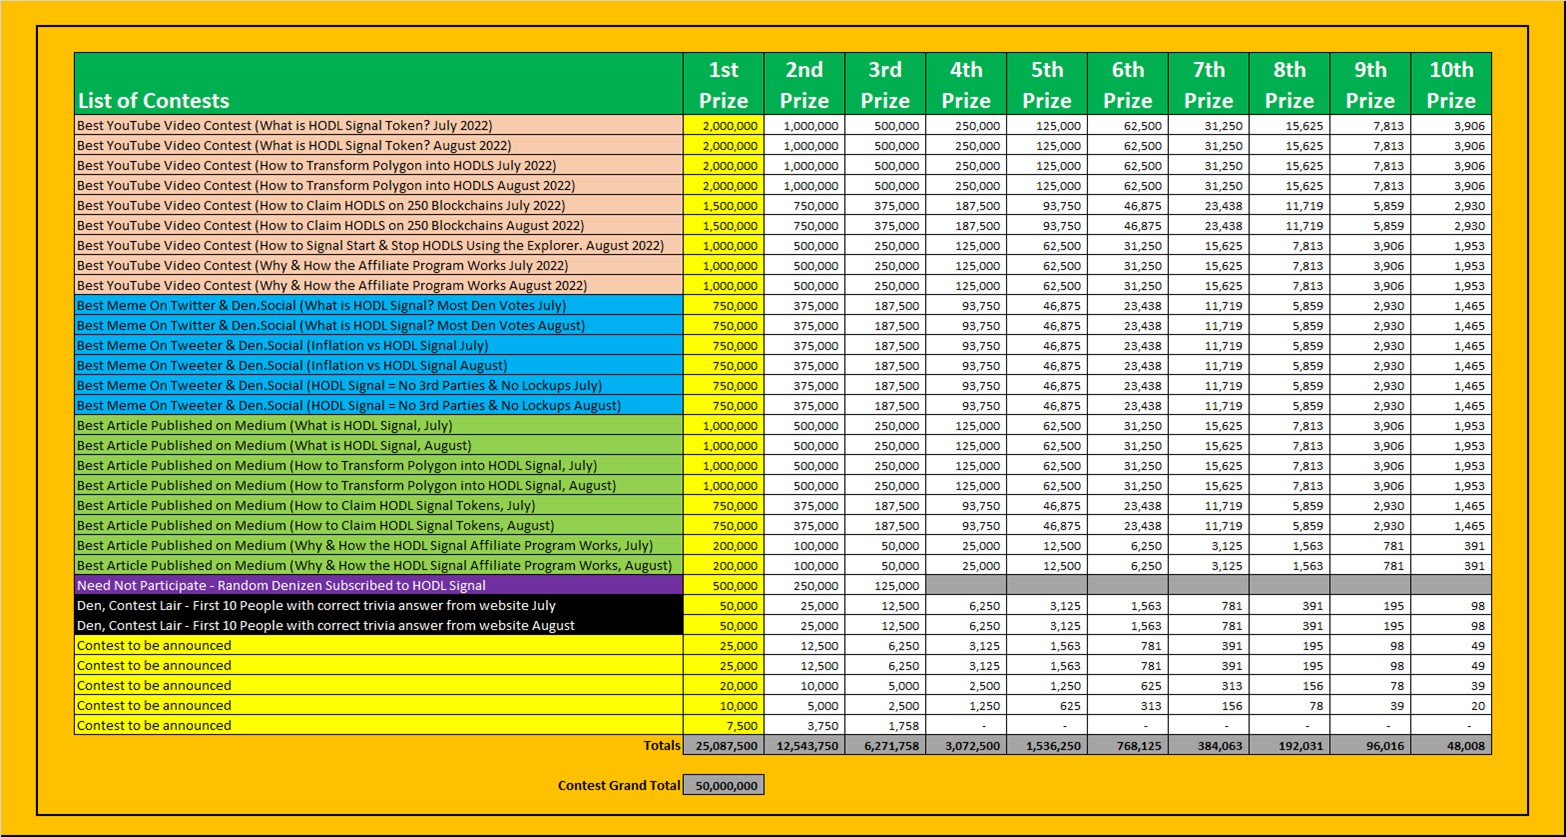 List of Contests 1st Prize 2nd Prize 3rd Prize 4th Prize 5th Prize 6th Prize 7th Prize 8th Prize 9th Prize 10th Prize
Best YouTube Video Contest (What is HODL Signal Token? July 2022) 2,000,000 1,000,000 500,000 250,000 125,000 62,500 31,250 15,625 7,813 3,906
Best YouTube Video Contest (What is HODL Signal Token? August 2022) 2,000,000 1,000,000 500,000 250,000 125,000 62,500 31,250 15,625 7,813 3,906
Best YouTube Video Contest (How to Transform Polygon into HODLS July 2022) 2,000,000 1,000,000 500,000 250,000 125,000 62,500 31,250 15,625 7,813 3,906
Best YouTube Video Contest (How to Transform Polygon into HODLS August 2022) 2,000,000 1,000,000 500,000 250,000 125,000 62,500 31,250 15,625 7,813 3,906
Best YouTube Video Contest (How to Claim HODLS on 250 Blockchains July 2022) 1,500,000 750,000 375,000 187,500 93,750 46,875 23,438 11,719 5,859 2,930
Best YouTube Video Contest (How to Claim HODLS on 250 Blockchains August 2022) 1,500,000 750,000 375,000 187,500 93,750 46,875 23,438 11,719 5,859 2,930
Best YouTube Video Contest (How to Signal Start & Stop HODLS Using the Explorer. August 2022) 1,000,000 500,000 250,000 125,000 62,500 31,250 15,625 7,813 3,906 1,953
Best YouTube Video Contest (Why & How the Affiliate Program Works July 2022) 1,000,000 500,000 250,000 125,000 62,500 31,250 15,625 7,813 3,906 1,953
Best YouTube Video Contest (Why & How the Affiliate Program Works August 2022) 1,000,000 500,000 250,000 125,000 62,500 31,250 15,625 7,813 3,906 1,953
Best Meme On Twitter & Den.Social (What is HODL Signal? Most Den Votes July) 750,000 375,000 187,500 93,750 46,875 23,438 11,719 5,859 2,930 1,465
Best Meme On Twitter & Den.Social (What is HODL Signal? Most Den Votes August) 750,000 375,000 187,500 93,750 46,875 23,438 11,719 5,859 2,930 1,465
Best Meme On Tweeter & Den.Social (Inflation vs HODL Signal July) 750,000 375,000 187,500 93,750 46,875 23,438 11,719 5,859 2,930 1,465
Best Meme On Tweeter & Den.Social (Inflation vs HODL Signal August) 750,000 375,000 187,500 93,750 46,875 23,438 11,719 5,859 2,930 1,465
Best Meme On Tweeter & Den.Social (HODL Signal = No 3rd Parties & No Lockups July) 750,000 375,000 187,500 93,750 46,875 23,438 11,719 5,859 2,930 1,465
Best Meme On Tweeter & Den.Social (HODL Signal = No 3rd Parties & No Lockups August) 750,000 375,000 187,500 93,750 46,875 23,438 11,719 5,859 2,930 1,465
Best Article Published on Medium (What is HODL Signal, July) 1,000,000 500,000 250,000 125,000 62,500 31,250 15,625 7,813 3,906 1,953
Best Article Published on Medium (What is HODL Signal, August) 1,000,000 500,000 250,000 125,000 62,500 31,250 15,625 7,813 3,906 1,953
Best Article Published on Medium (How to Transform Polygon into HODL Signal, July) 1,000,000 500,000 250,000 125,000 62,500 31,250 15,625 7,813 3,906 1,953
Best Article Published on Medium (How to Transform Polygon into HODL Signal, August) 1,000,000 500,000 250,000 125,000 62,500 31,250 15,625 7,813 3,906 1,953
Best Article Published on Medium (How to Claim HODL Signal Tokens, July) 750,000 375,000 187,500 93,750 46,875 23,438 11,719 5,859 2,930 1,465
Best Article Published on Medium (How to Claim HODL Signal Tokens, August) 750,000 375,000 187,500 93,750 46,875 23,438 11,719 5,859 2,930 1,465
Best Article Published on Medium (Why & How the HODL Signal Affiliate Program Works, July) 200,000 100,000 50,000 25,000 12,500 6,250 3,125 1,563 781 391
Best Article Published on Medium (Why & How the HODL Signal Affiliate Program Works, August) 200,000 100,000 50,000 25,000 12,500 6,250 3,125 1,563 781 391
Need Not Participate - Random Denizen Subscribed to HODL Signal 500,000 250,000 125,000
Den, Contest Lair - First 10 People with correct trivia answer from website July 50,000 25,000 12,500 6,250 3,125 1,563 781 391 195 98
Den, Contest Lair - First 10 People with correct trivia answer from website August 50,000 25,000 12,500 6,250 3,125 1,563 781 391 195 98
Contest to be announced 25,000 12,500 6,250 3,125 1,563 781 391 195 98 49
Contest to be announced 25,000 12,500 6,250 3,125 1,563 781 391 195 98 49
Contest to be announced 20,000 10,000 5,000 2,500 1,250 625 313 156 78 39
Contest to be announced 10,000 5,000 2,500 1,250 625 313 156 78 39 20
Contest to be announced 7,500 3,750 1,758 - - - - - - -
Totals 25,087,500 12,543,750 6,271,758 3,072,500 1,536,250 768,125 384,063 192,031 96,016 48,008
Contest Grand Total 50,000,000